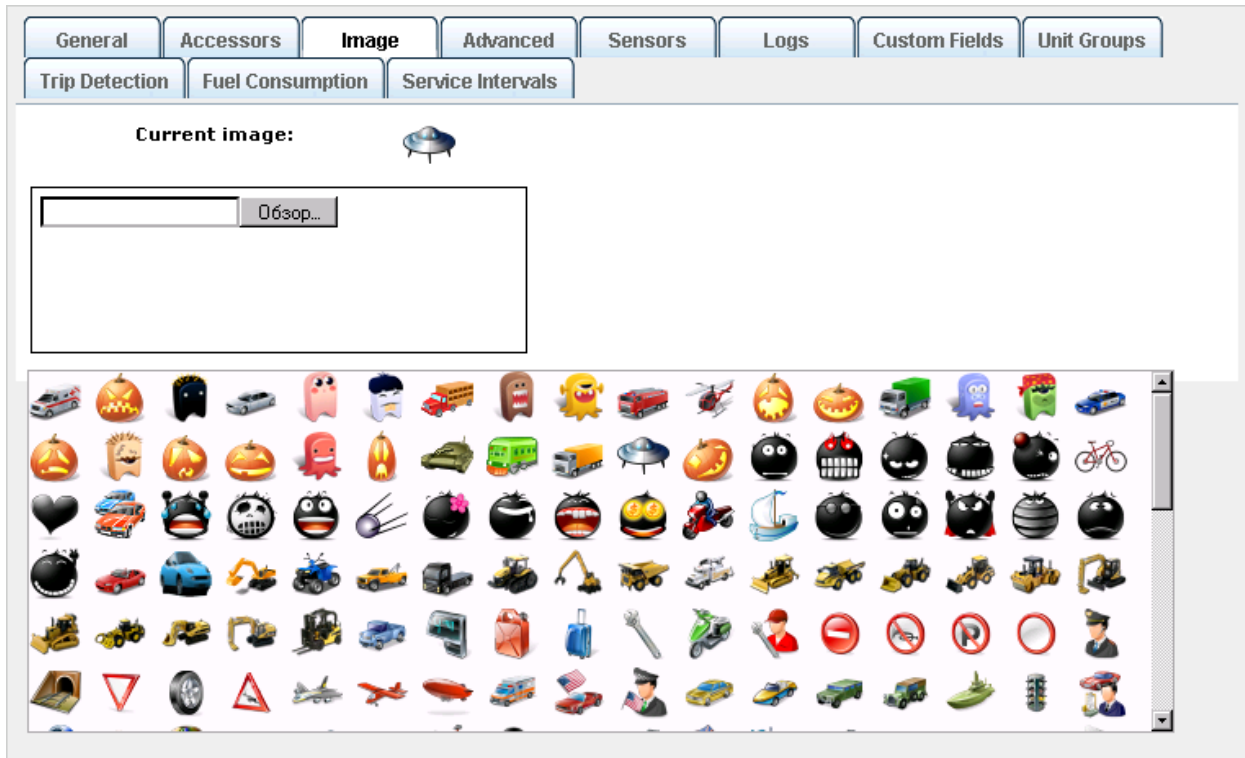 General Accessors Image Advanced Sensors Logs Custom Fields Unit Groups
Trip Detection Fuel Consumption Service Intervals
Current image:
Обзор...